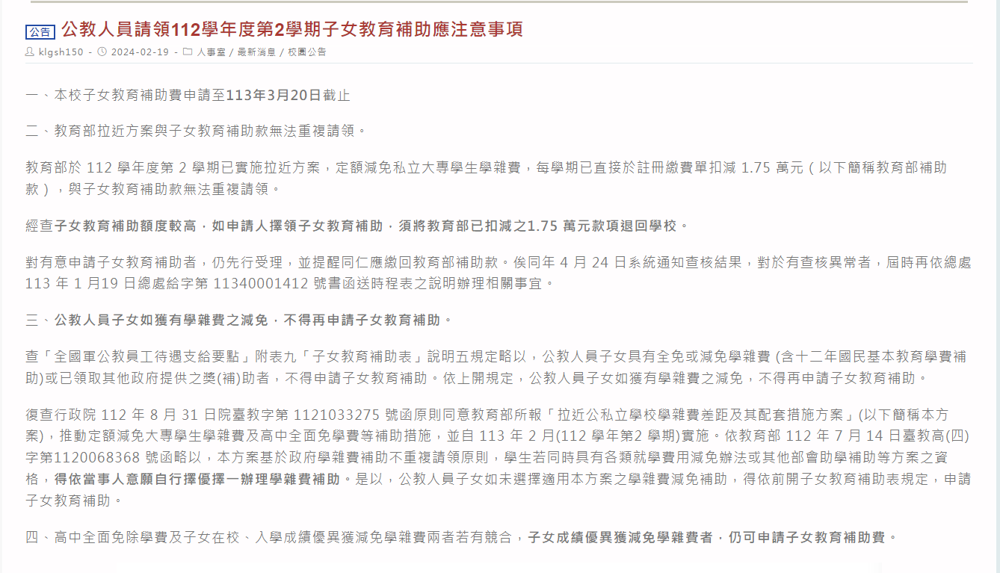 公告 公教人員請領112學年度第2學期子女教育補助應注意事項
klgsh150 - 2024-02-19 - 人事室 / 最新消息 / 校園公告
一、本校子女教育補助費申請至113年3月20日截止
二、教育部拉近方案與子女教育補助款無法重複請領。
教育部於 112 學年度第 2 學期已實施拉近方案，定額減免私立大專學生學雜費，每學期已直接於註冊繳費單扣減 1.75 萬元（以下簡稱教育部補助
款），與子女教育補助款無法重複請領。
經查子女教育補助額度較高，如申請人擇領子女教育補助，須將教育部已扣減之1.75 萬元款項退回學校。
對有意申請子女教育補助者，仍先行受理，並提醒同仁應繳回教育部補助款。俟同年 4 月 24 日系統通知查核結果，對於有查核異常者，屆時再依總處
113 年 1 月19 日總處給字第 11340001412 號書函送時程表之說明辦理相關事宜。
三、公教人員子女如獲有學雜費之減免，不得再申請子女教育補助。
查「全國軍公教員工待遇支給要點」附表九「子女教育補助表」說明五規定略以，公教人員子女具有全免或減免學雜費 (含十二年國民基本教育學費補
助)或已領取其他政府提供之獎(補)助者，不得申請子女教育補助。依上開規定，公教人員子女如獲有學雜費之減免，不得再申請子女教育補助。
復查行政院 112 年 8 月 31 日院臺教字第 1121033275 號函原則同意教育部所報「拉近公私立學校學雜費差距及其配套措施方案」(以下簡稱本方
案)，推動定額減免大專學生學雜費及高中全面免學費等補助措施，並自 113 年 2 月(112 學年第2 學期)實施。依教育部 112 年 7 月 14 日臺教高(四)
字第1120068368 號函略以，本方案基於政府學雜費補助不重複請領原則，學生若同時具有各類就學費用減免辦法或其他部會助學補助等方案之資
格，得依當事人意願自行擇優擇一辦理學雜費補助。是以，公教人員子女如未選擇適用本方案之學雜費減免補助，得依前開子女教育補助表規定，申請
子女教育補助。
四、高中全面免除學費及子女在校、入學成績優異獲減免學雜費兩者若有競合，子女成績優異獲減免學雜費者，仍可申請子女教育補助費。